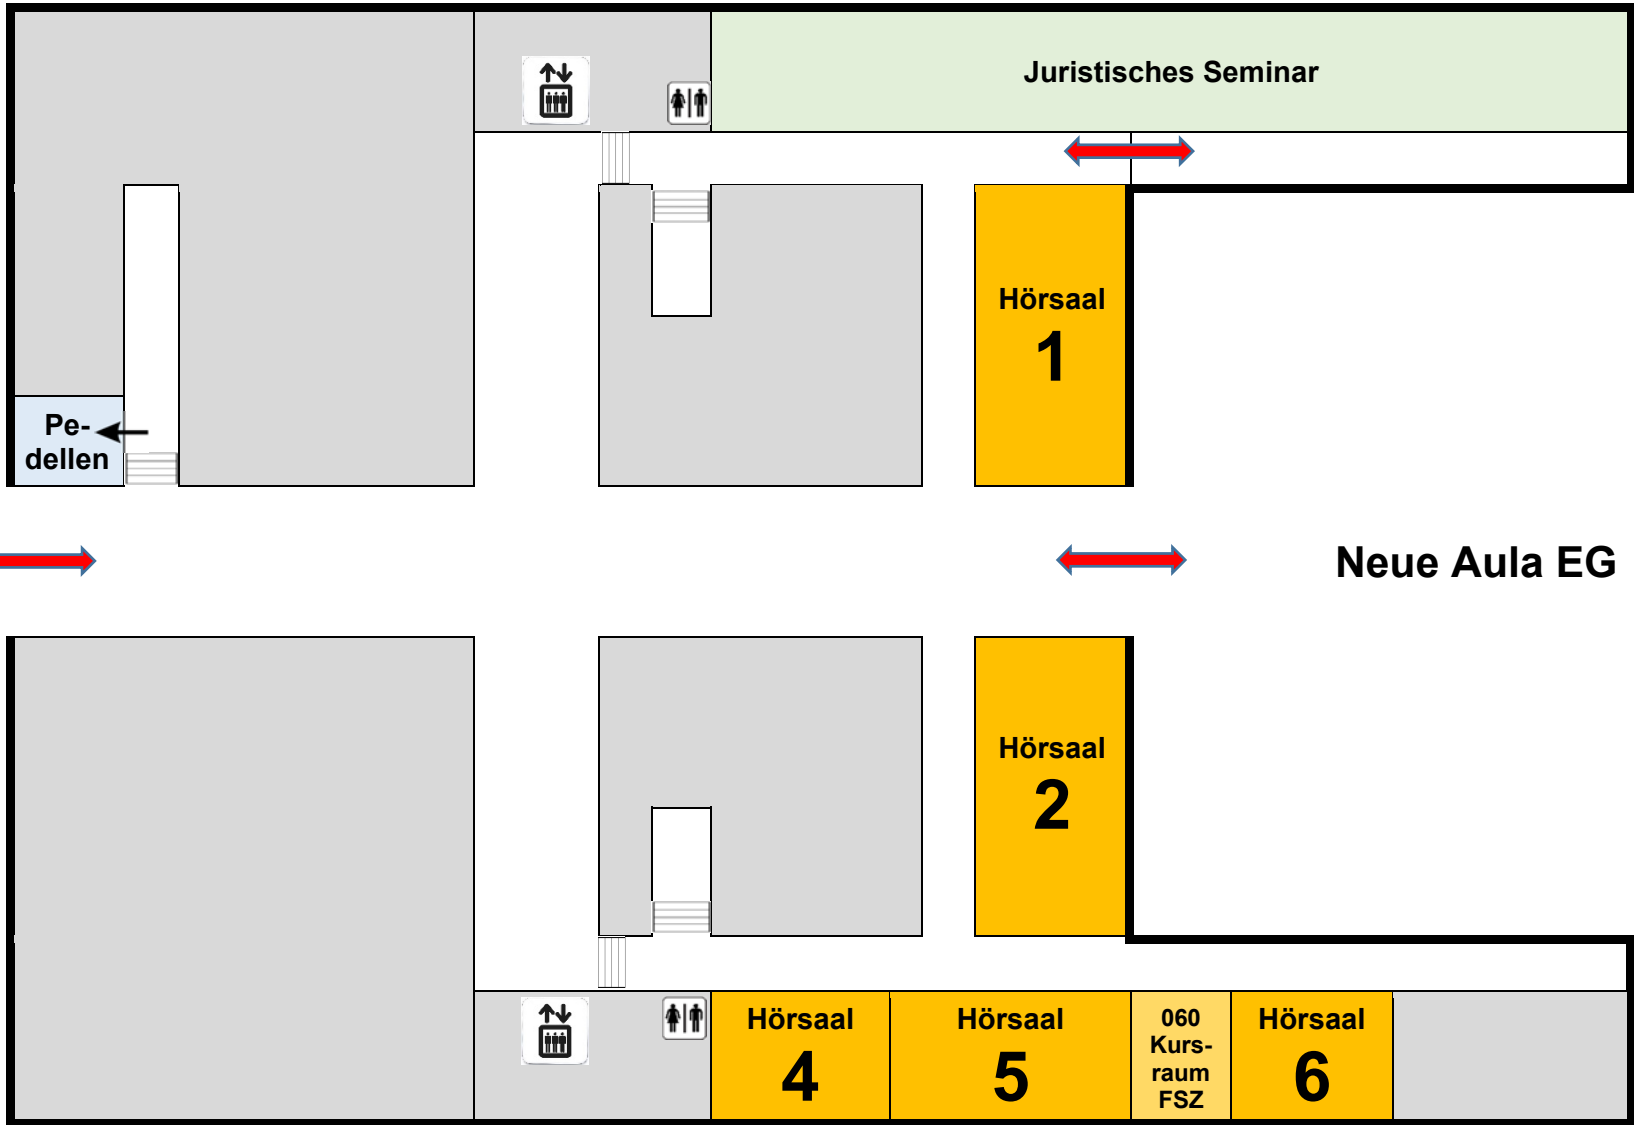 Juristisches Seminar
Hörsaal
1
Pe-
dellen
Neue Aula EG
Hörsaal
2
Hörsaal
4
Hörsaal
5
060
Kurs-
raum
FSZ
Hörsaal
6